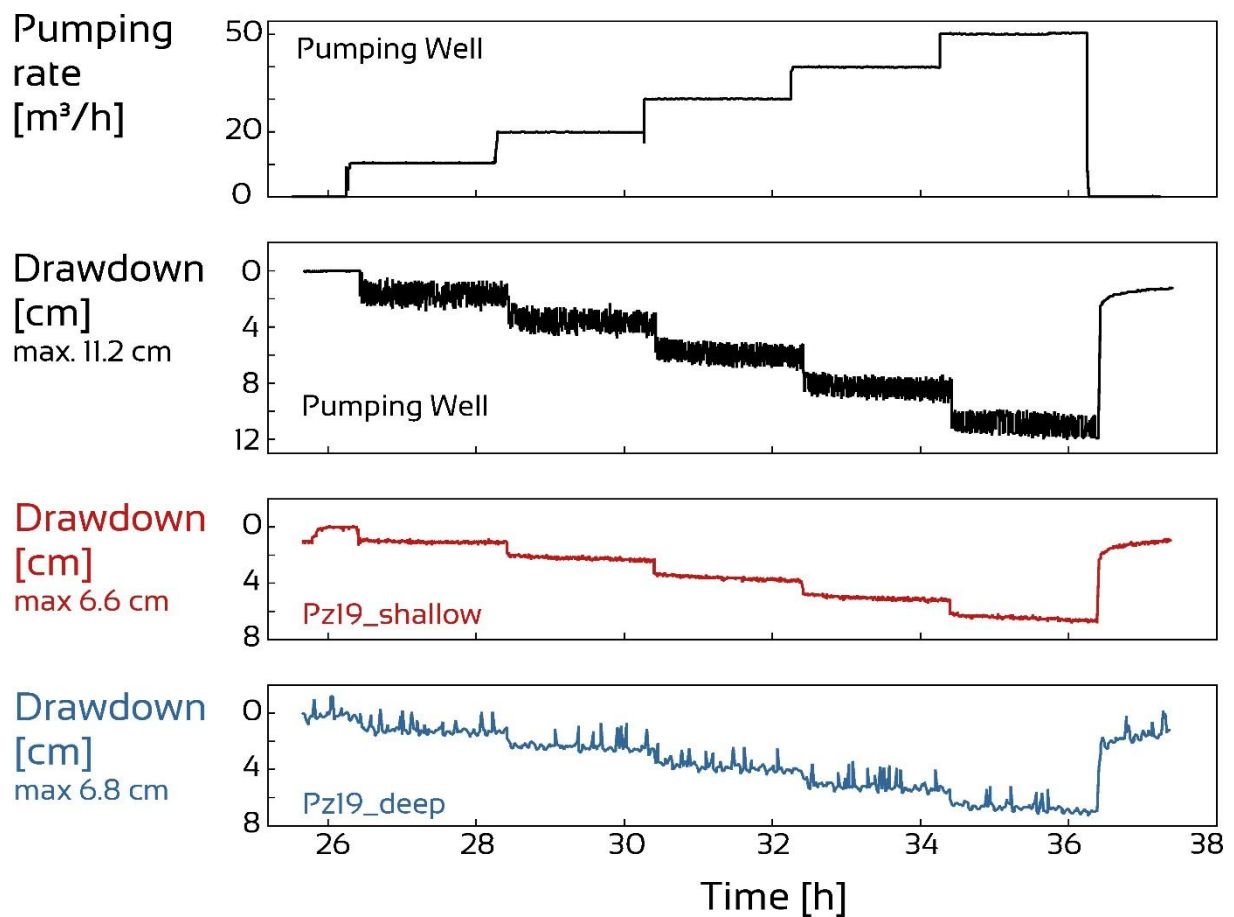 Pumping
rate
[m³/h]
50
20
0
Pumping Well
Drawdown
[cm]
max. 11.2 cm
0
4
8
12
Pumping Well
Drawdown
[cm]
max 6.6 cm
0
4
8
Pz19_shallow
Drawdown
[cm]
max 6.8 cm
0
4
8
Pz19_deep
26 28 30 32 34 36 38
Time [h]